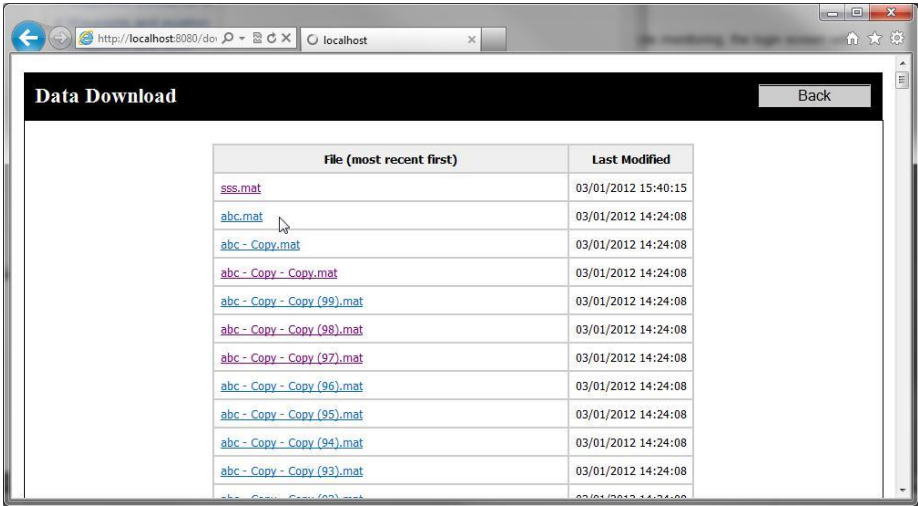 http://localhost:8080/do
localhost
the monitoring, the login screen
Data Download
Back
File (most recent first) Last Modified
sss.mat 03/01/2012 15:40:15
abc.mat 03/01/2012 14:24:08
abc - Copy.mat 03/01/2012 14:24:08
abc - Copy - Copy.mat 03/01/2012 14:24:08
abc - Copy - Copy (99).mat 03/01/2012 14:24:08
abc - Copy - Copy (98).mat 03/01/2012 14:24:08
abc - Copy - Copy (97).mat 03/01/2012 14:24:08
abc - Copy - Copy (96).mat 03/01/2012 14:24:08
abc - Copy - Copy (95).mat 03/01/2012 14:24:08
abc - Copy - Copy (94).mat 03/01/2012 14:24:08
abc - Copy - Copy (93).mat 03/01/2012 14:24:08